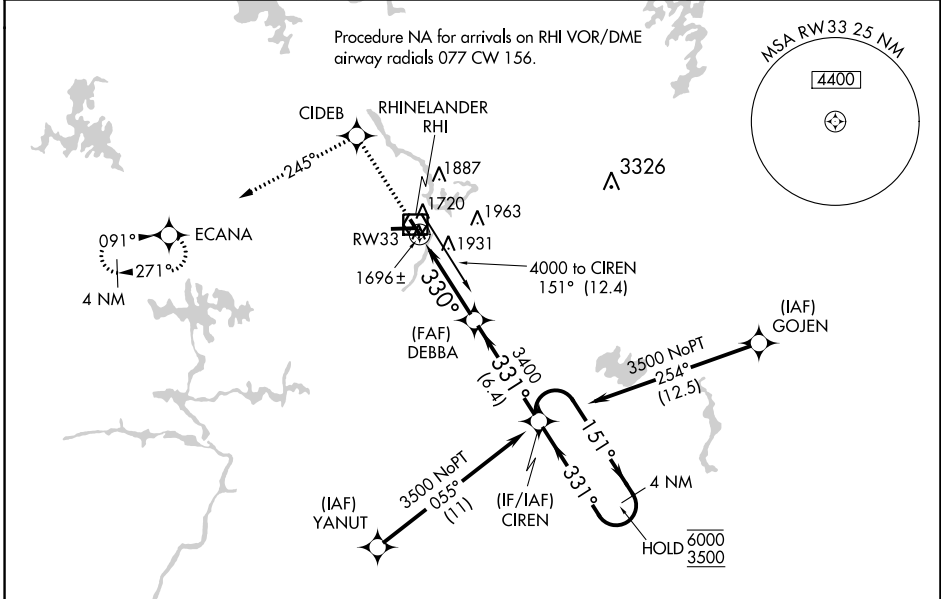 Procedure NA for arrivals on RHI VOR/DME
airway radials 077 CW 156.
MSA RW33 25 NM
4400
CIDEB
RHINELANDER
RHI
245°
1887
3326
1720
1963
091°
ECANA
RW33
1931
271°
4 NM
1696±
4000 to CIREN
151° (12.4)
330°
(FAF)
DEBBA
(IAF)
GOJEN
3400
331°
(6.4)
3500 NoPT
254°
(12.5)
151°
3500 NoPT
055°
(11)
331°
4 NM
(IAF)
YANUT
(IF/IAF)
CIREN
HOLD
6000
3500